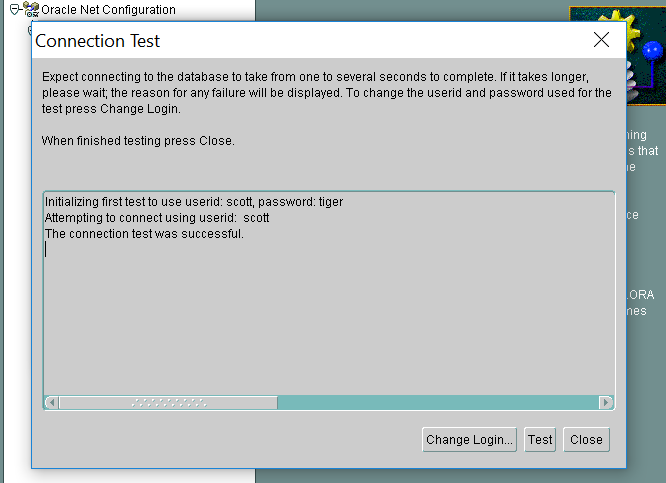 Oracle Net Configuration
Connection Test
Expect connecting to the database to take from one to several seconds to complete. If it takes longer,
please wait; the reason for any failure will be displayed. To change the userid and password used for the
test press Change Login.
When finished testing press Close.
Initializing first test to use userid: scott, password: tiger
Attempting to connect using userid:  scott
The connection test was successful.
Change Login...
Test
Close
that
.ORA